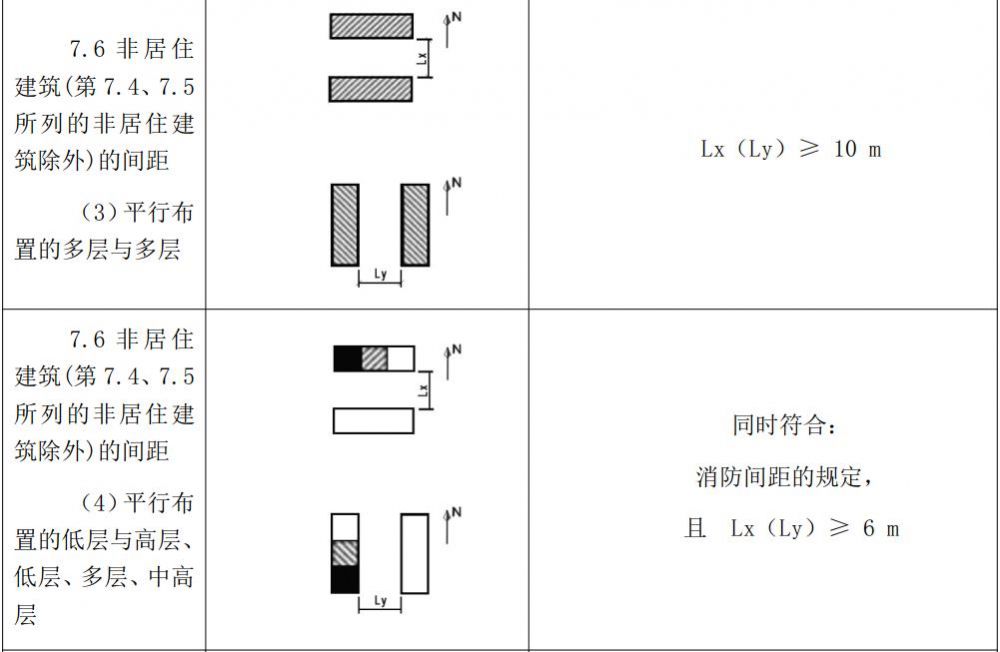 7.6 非居住
建筑(第7.4、7.5
所列的非居住建
筑除外)的间距
(3)平行布
置的多层与多层
N
Lx
N
Ly
Lx（Ly）≥ 10 m
7.6 非居住
建筑(第7.4、7.5
所列的非居住建
筑除外)的间距
(4)平行布
置的低层与高层、
低层、多层、中高
层
N
Lx
N
Ly
同时符合：
消防间距的规定，
且 Lx（Ly）≥ 6 m